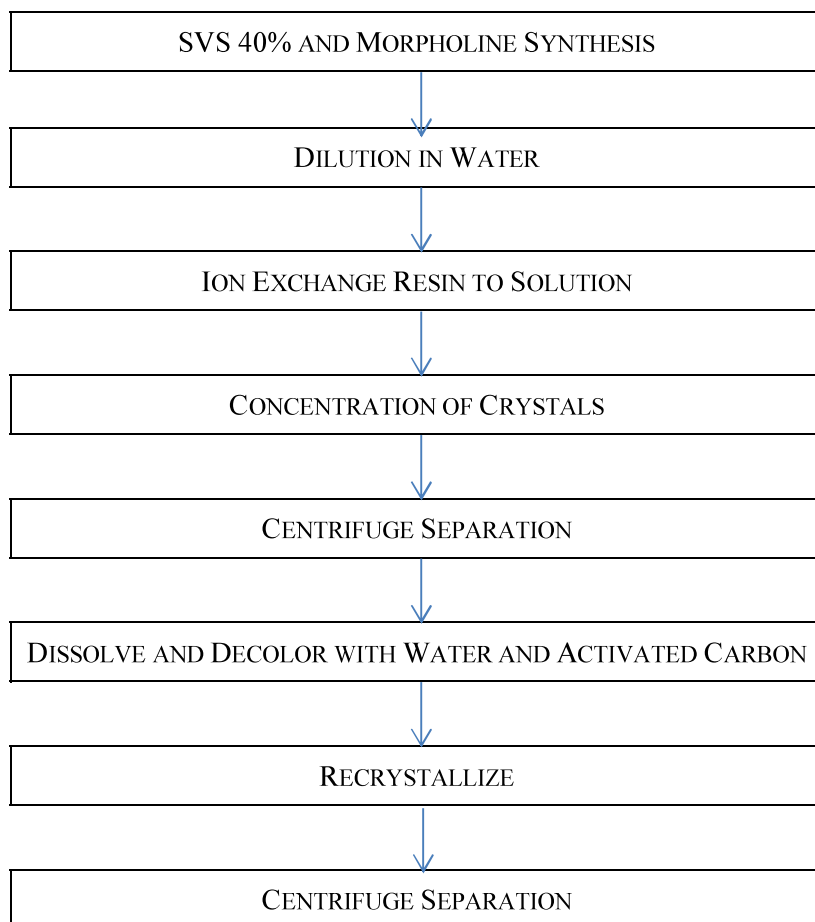 SVS 40% AND MORPHOLINE SYNTHESIS
DILUTION IN WATER
ION EXCHANGE RESIN TO SOLUTION
CONCENTRATION OF CRYSTALS
CENTRIFUGE SEPARATION
DISSOLVE AND DECOLOR WITH WATER AND ACTIVATED CARBON
RECRYSTALLIZE
CENTRIFUGE SEPARATION